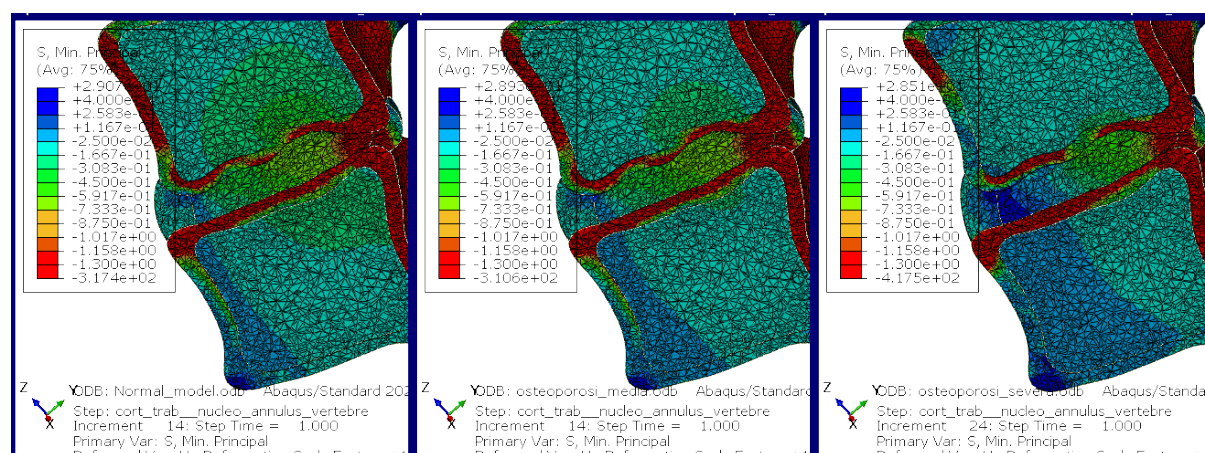 S, Min. Principal
(Avg: 75%)
+4.000e-
+2.583e-
+1.167e-
-2.500e-02
-1.667e-01
-3.083e-01
-4.500e-01
-5.917e-01
-7.333e-01
-8.750e-01
-1.017e+00
-1.158e+00
-1.300e+00
-3.174e+02
Z Y
X
ODB: Normal_model.odb Abaqus/Standard 202
Step: cort_trab__nucleo_annulus_vertebre
Increment 14: Step Time = 1.000
Primary Var: S, Min. Principal
S, Min. Principal
(Avg: 75%)
+4.000e-
+2.583e-
+1.167e-0
-2.500e-02
-1.667e-01
-3.083e-01
-4.500e-01
-5.917e-01
-7.333e-01
-8.750e-01
-1.017e+00
-1.158e+00
-1.300e+00
-3.106e+02
Z Y
X
ODB: osteoporosi_media.odb Abaqus/Standard
Step: cort_trab__nucleo_annulus_vertebre
Increment 14: Step Time = 1.000
Primary Var: S, Min. Principal
S, Min. Principal
(Avg: 75%)
+2.851e
+4.000e-
+2.583e-
+1.167e-0
-2.500e-02
-1.667e-01
-3.083e-01
-4.500e-01
-5.917e-01
-7.333e-01
-8.750e-01
-1.017e+00
-1.158e+00
-1.300e+00
-4.175e+02
Z Y
X
ODB: osteoporosi_severa.odb Abaqus/Standard
Step: cort_trab__nucleo_annulus_vertebre
Increment 24: Step Time = 1.000
Primary Var: S, Min. Principal